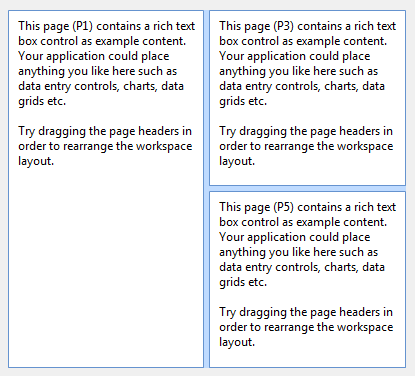 This page (P1) contains a rich text
box control as example content.
Your application could place
anything you like here such as
data entry controls, charts, data
grids etc.
Try dragging the page headers in
order to rearrange the workspace
layout.
This page (P3) contains a rich text
box control as example content.
Your application could place
anything you like here such as
data entry controls, charts, data
grids etc.
Try dragging the page headers in
order to rearrange the workspace
layout.
This page (P5) contains a rich text
box control as example content.
Your application could place
anything you like here such as
data entry controls, charts, data
grids etc.
Try dragging the page headers in
order to rearrange the workspace
layout.